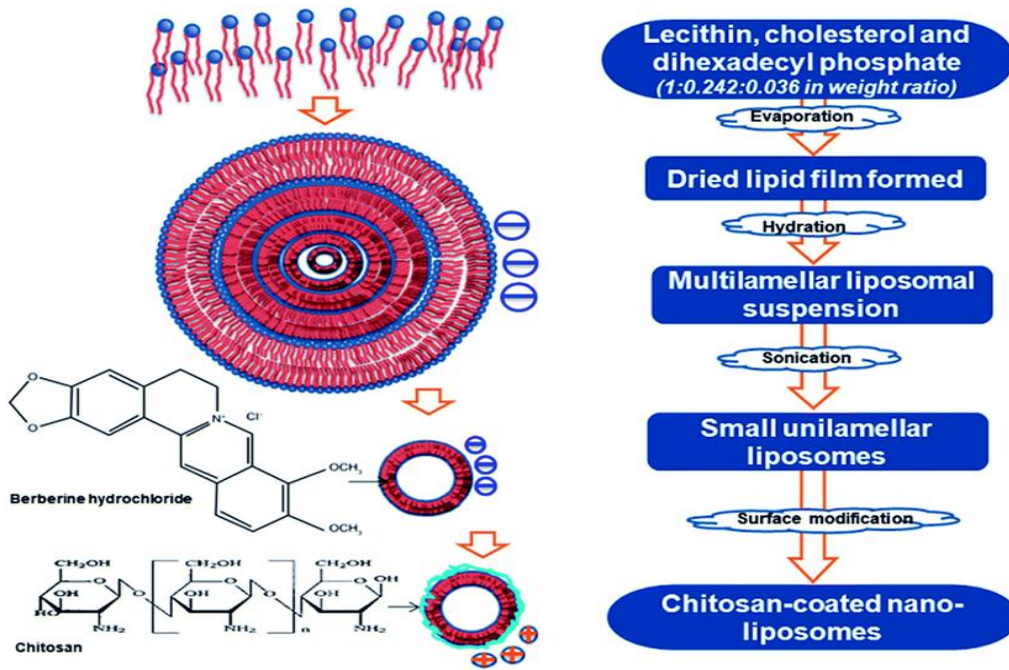 Lecithin, cholesterol and
dihexadecyl phosphate
(1:0.242:0.036 in weight ratio)
Evaporation
Dried lipid film formed
Hydration
Multilamellar liposomal
suspension
Sonication
Small unilamellar
liposomes
Surface modification
Chitosan-coated nano-
liposomes
O
O
N+
Cl-
OCH3
OCH3
Berberine hydrochloride
CH2OH
CH2OH
CH2OH
O
O
O
OH
OH
OH
OH
RO
O
O
NH2
NH2
NH2
n
Chitosan